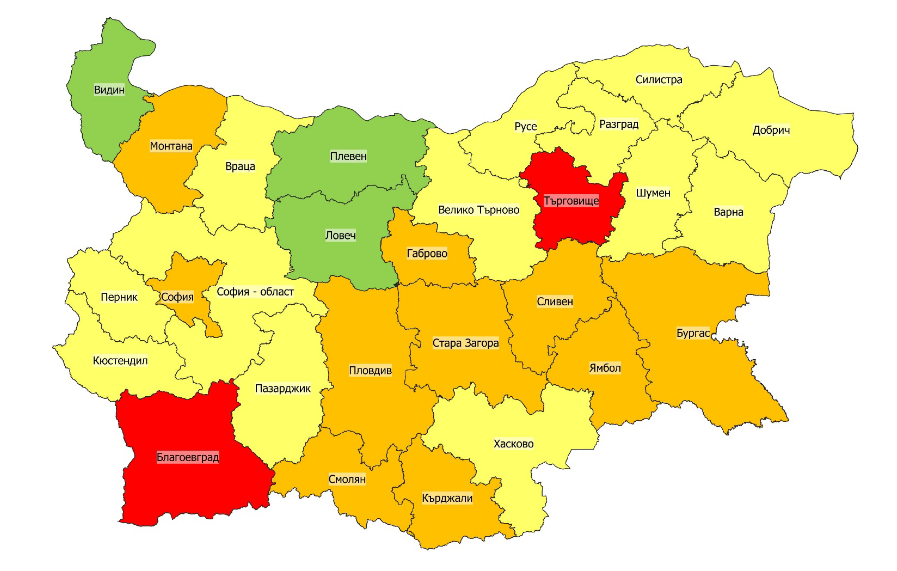 Видин
Силистра
Русе
Разград
Добрич
Монтана
Враца
Плевен
Шумен
Търговище
Велико Търново
Варна
Ловеч
Габрово
Перник
София
София - област
Сливен
Бургас
Стара Загора
Кюстендил
Пловдив
Ямбол
Пазарджик
Хасково
Благоевград
Смолян
Кърджали